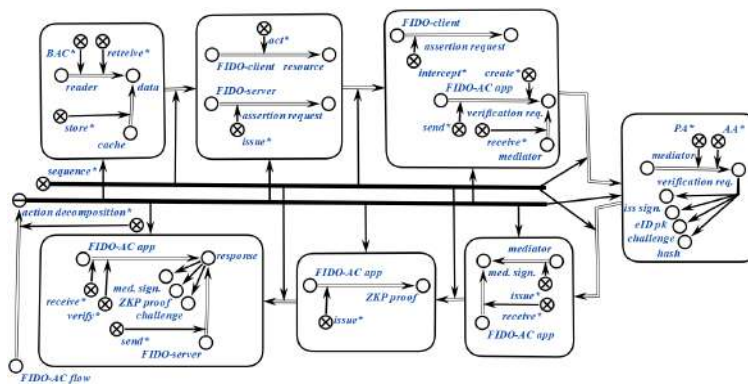 BAC* retreive*
reader data
store*
cache
act*
FIDO-client resource
FIDO-server
assertion request
issue*
FIDO-client
assertion request
intercept* create*
FIDO-AC app
verification req.
send*
receive*
mediator
PA* AA*
mediator
verification req.
iss sign.
eID pk
challenge
hash
sequence*
action decomposition*
FIDO-AC app response
med. sign.
ZKP proof
challenge
receive*
verify*
send*
FIDO-server
FIDO-AC app
ZKP proof
issue*
mediator
med. sign.
issue*
receive*
FIDO-AC app
FIDO-AC flow